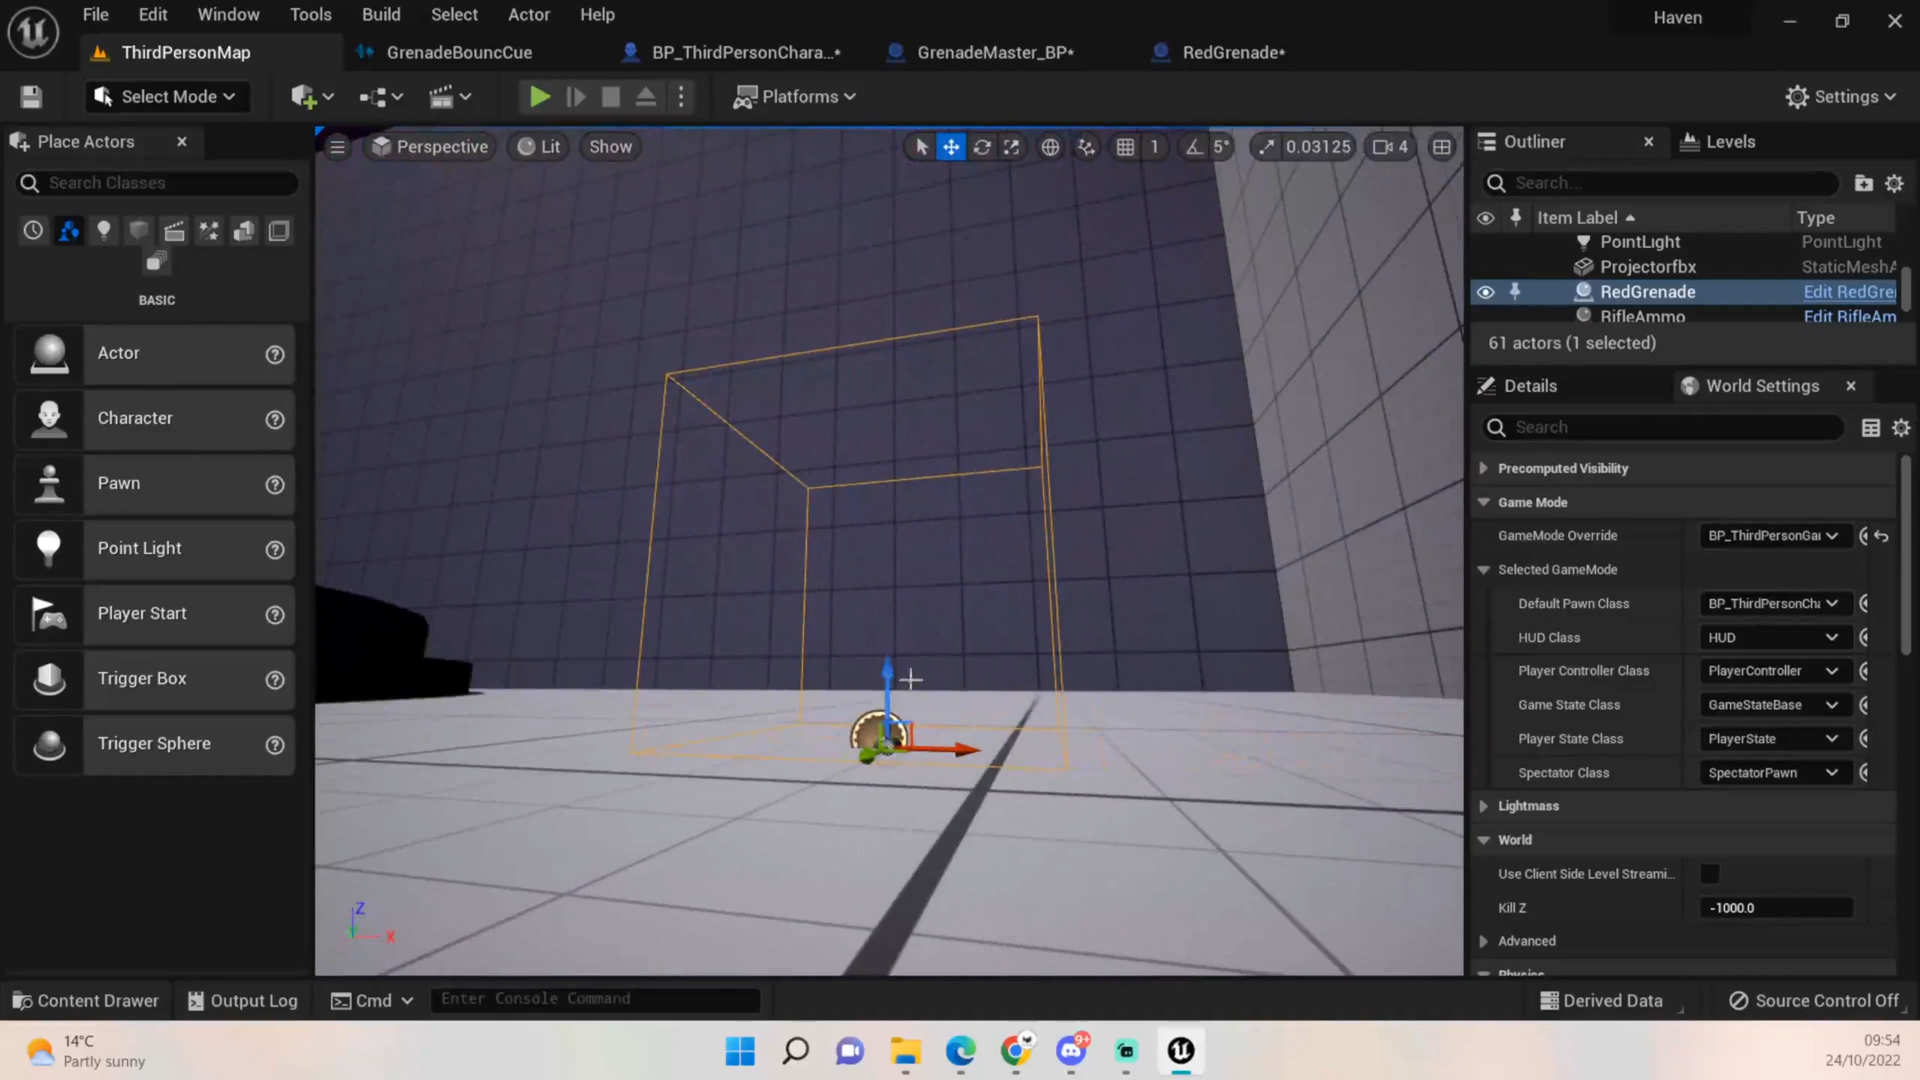 File Edit Window Tools Build Select Actor Help
Haven
ThirdPersonMap
GrenadeBouncCue
BP_ThirdPersonChara...*
GrenadeMaster_BP*
RedGrenade*
Select Mode
Platforms
Settings
Place Actors
Search Classes
BASIC
Actor
Character
Pawn
Point Light
Player Start
Trigger Box
Trigger Sphere
Perspective
Lit
Show
1
5°
0.03125
4
Z
X
Outliner
Levels
Search...
Item Label
Type
PointLight PointLight
Projectorfbx StaticMeshA
RedGrenade Edit RedGre
RifleAmmo Edit RifleAm
61 actors (1 selected)
Details
World Settings
Search
Precomputed Visibility
Game Mode
GameMode Override BP_ThirdPersonGa
Selected GameMode
Default Pawn Class BP_ThirdPersonCha
HUD Class HUD
Player Controller Class PlayerController
Game State Class GameStateBase
Player State Class PlayerState
Spectator Class SpectatorPawn
Lightmass
World
Use Client Side Level Streami...
Kill Z -1000.0
Advanced
Physics
Content Drawer
Output Log
Cmd
Enter Console Command
Derived Data
Source Control Off
14°C
Partly sunny
9+
09:54
24/10/2022